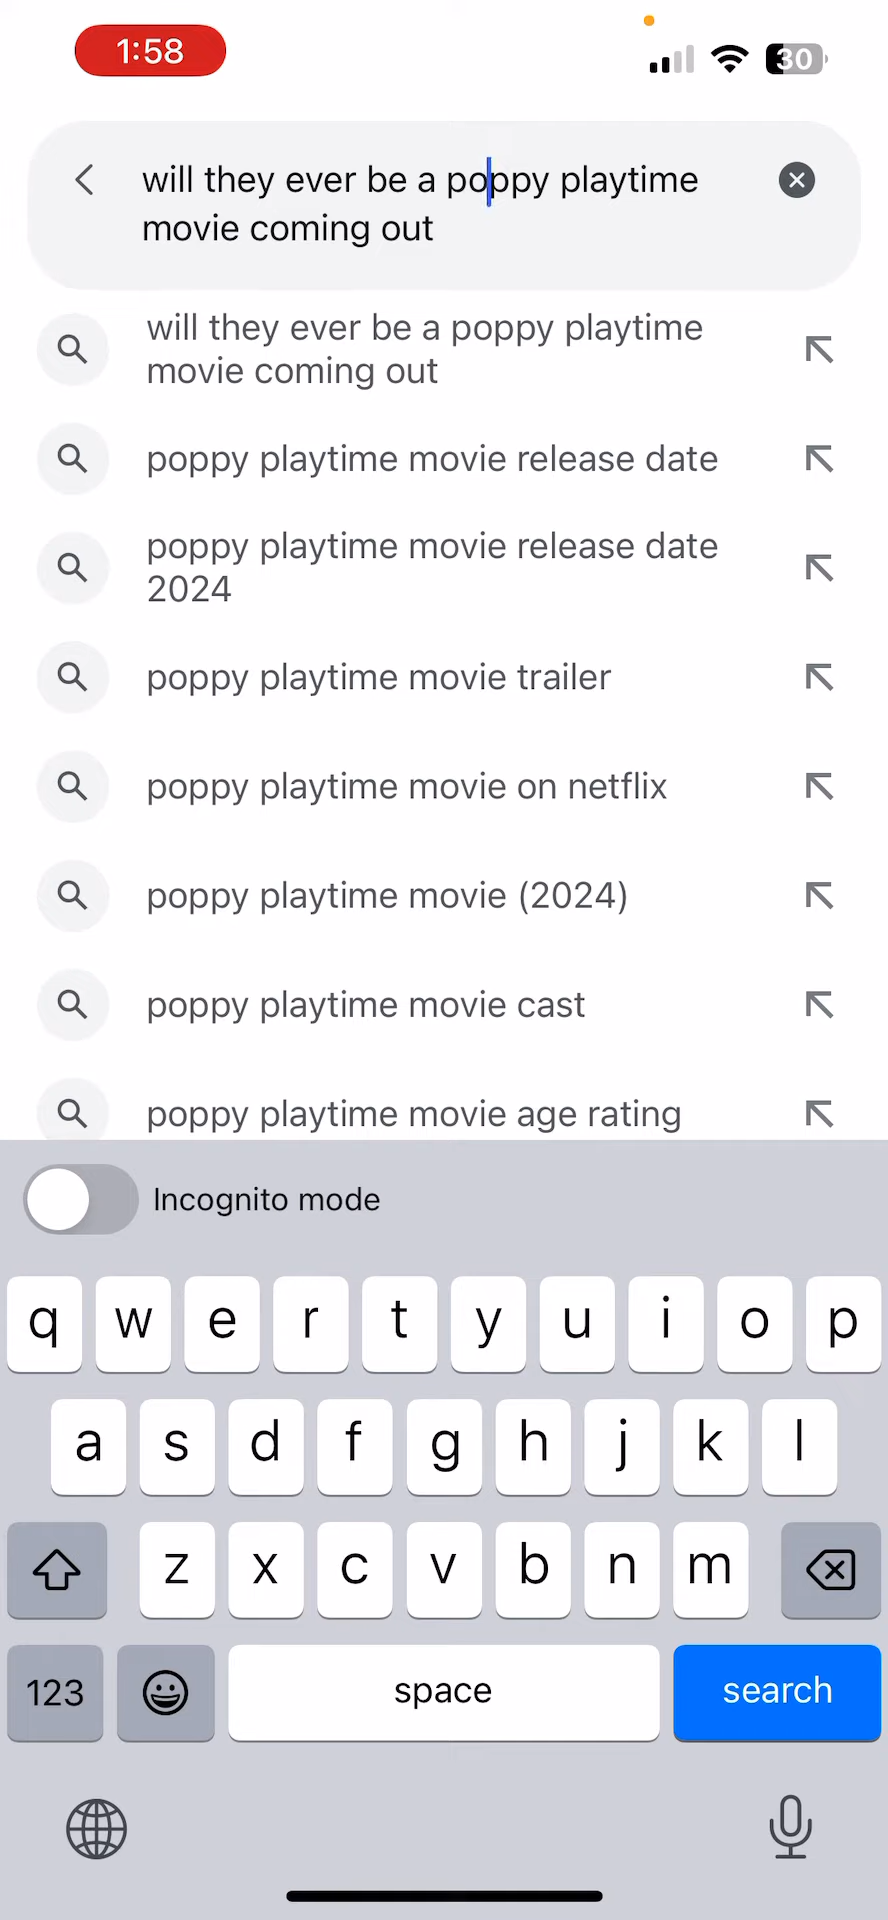 1:58
30
will they ever be a poppy playtime
movie coming out
will they ever be a poppy playtime
movie coming out
poppy playtime movie release date
poppy playtime movie release date
2024
poppy playtime movie trailer
poppy playtime movie on netflix
poppy playtime movie (2024)
poppy playtime movie cast
poppy playtime movie age rating
Incognito mode
q w e r t y u i o p
a s d f g h j k l
z x c v b n m
123 space search